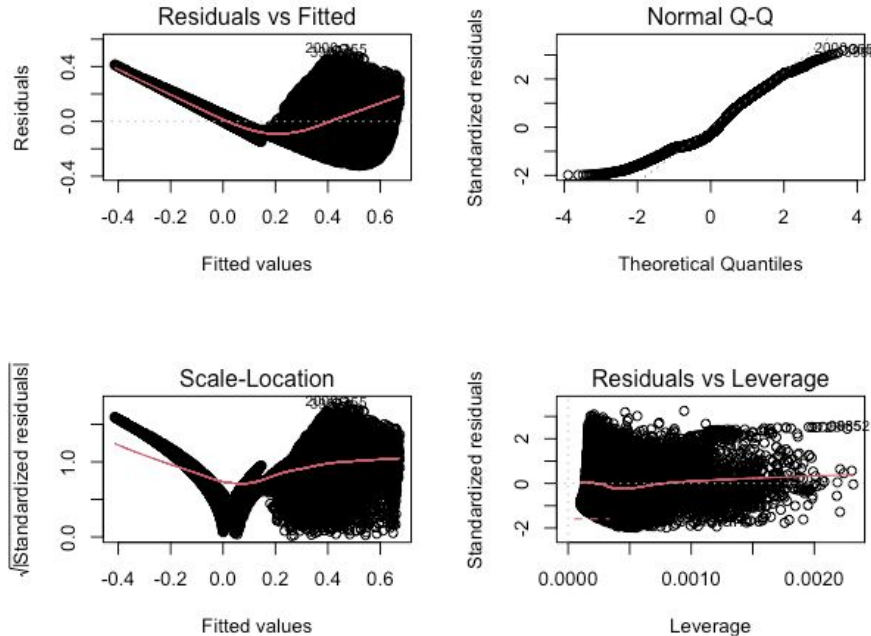 Residuals vs Fitted
Residuals
0.4
0.0
-0.4
-0.4 -0.2 0.0 0.2 0.4 0.6
Fitted values
Normal Q-Q
Standardized residuals
2
0
-2
-4 -2 0 2 4
Theoretical Quantiles
Scale-Location
√|Standardized residuals|
1.0
0.0
-0.4 -0.2 0.0 0.2 0.4 0.6
Fitted values
Residuals vs Leverage
Standardized residuals
2
0
-2
0.0000 0.0010 0.0020
Leverage